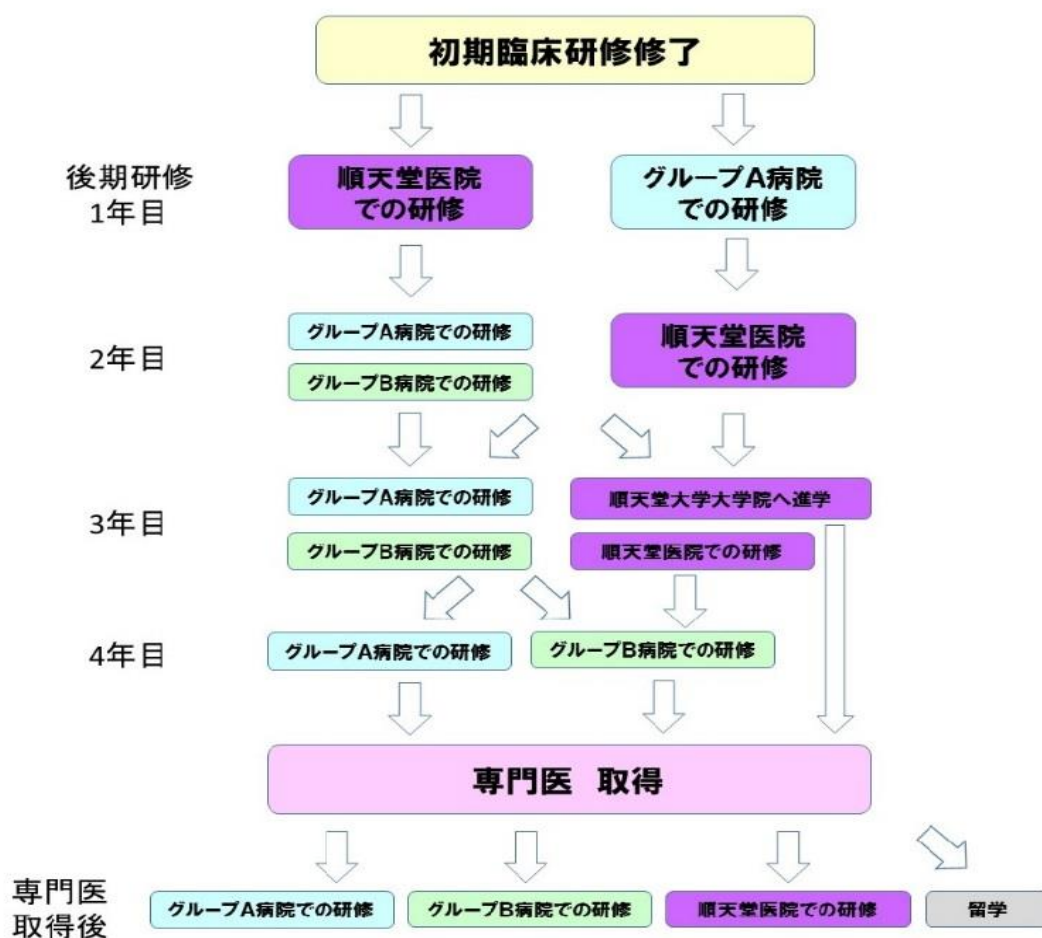 初期臨床研修修了
後期研修
1年目
順天堂医院
での研修
グループA病院
での研修
2年目
グループA病院での研修
グループB病院での研修
順天堂医院
での研修
3年目
グループA病院での研修
グループB病院での研修
順天堂大学大学院へ進学
順天堂医院での研修
4年目
グループA病院での研修
グループB病院での研修
専門医 取得
専門医
取得後
グループA病院での研修
グループB病院での研修
順天堂医院での研修
留学